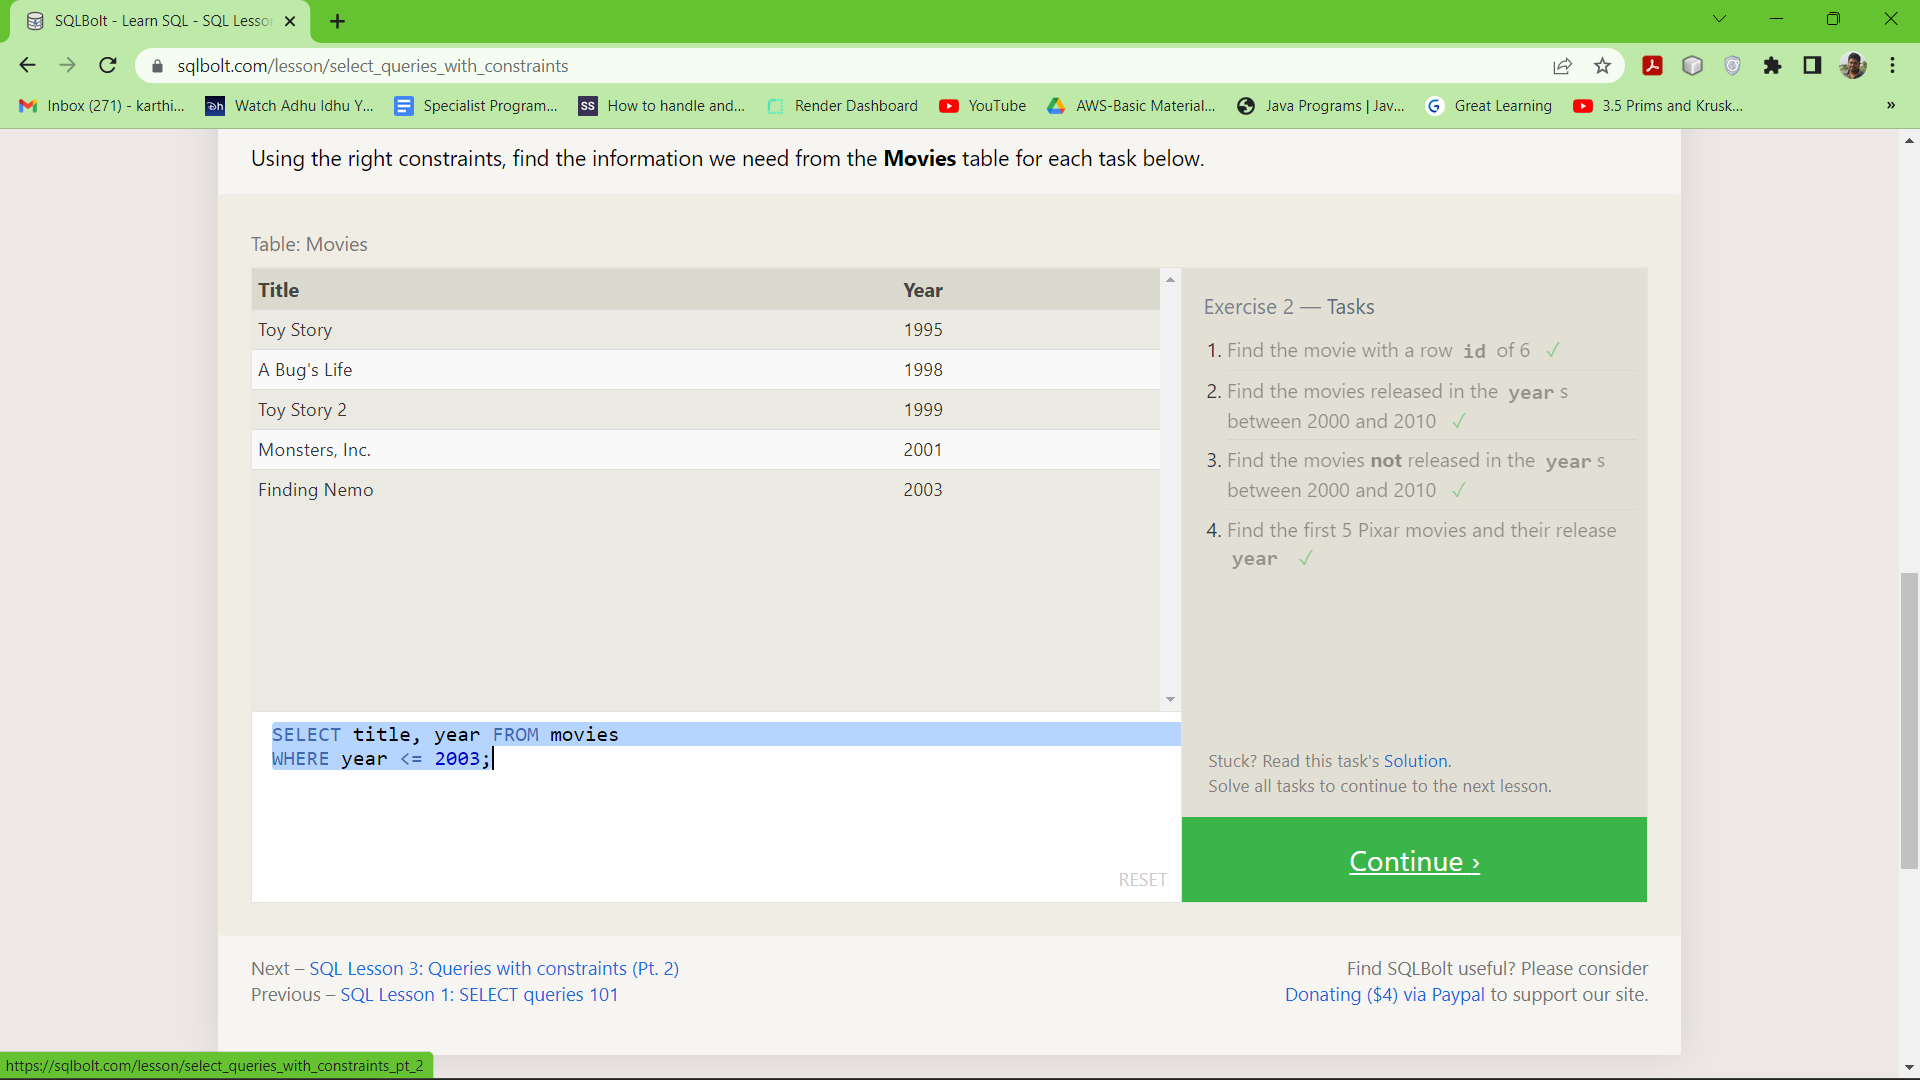 SQLBolt - Learn SQL - SQL Lesson
sqlbolt.com/lesson/select_queries_with_constraints
Inbox (271) - karthi... Watch Adhu Idhu Y... Specialist Program... SS How to handle and... Render Dashboard YouTube AWS-Basic Material... Java Programs | Jav... Great Learning 3.5 Prims and Krusk... »
Using the right constraints, find the information we need from the Movies table for each task below.
Table: Movies
Title Year
Toy Story 1995
A Bug's Life 1998
Toy Story 2 1999
Monsters, Inc. 2001
Finding Nemo 2003
SELECT title, year FROM movies
WHERE year <= 2003;
RESET
Exercise 2 — Tasks
1. Find the movie with a row id of 6 ✓
2. Find the movies released in the year s
between 2000 and 2010 ✓
3. Find the movies not released in the year s
between 2000 and 2010 ✓
4. Find the first 5 Pixar movies and their release
year ✓
Stuck? Read this task's Solution.
Solve all tasks to continue to the next lesson.
Continue ›
Next – SQL Lesson 3: Queries with constraints (Pt. 2)
Previous – SQL Lesson 1: SELECT queries 101
Find SQLBolt useful? Please consider
Donating ($4) via Paypal to support our site.
https://sqlbolt.com/lesson/select_queries_with_constraints_pt_2